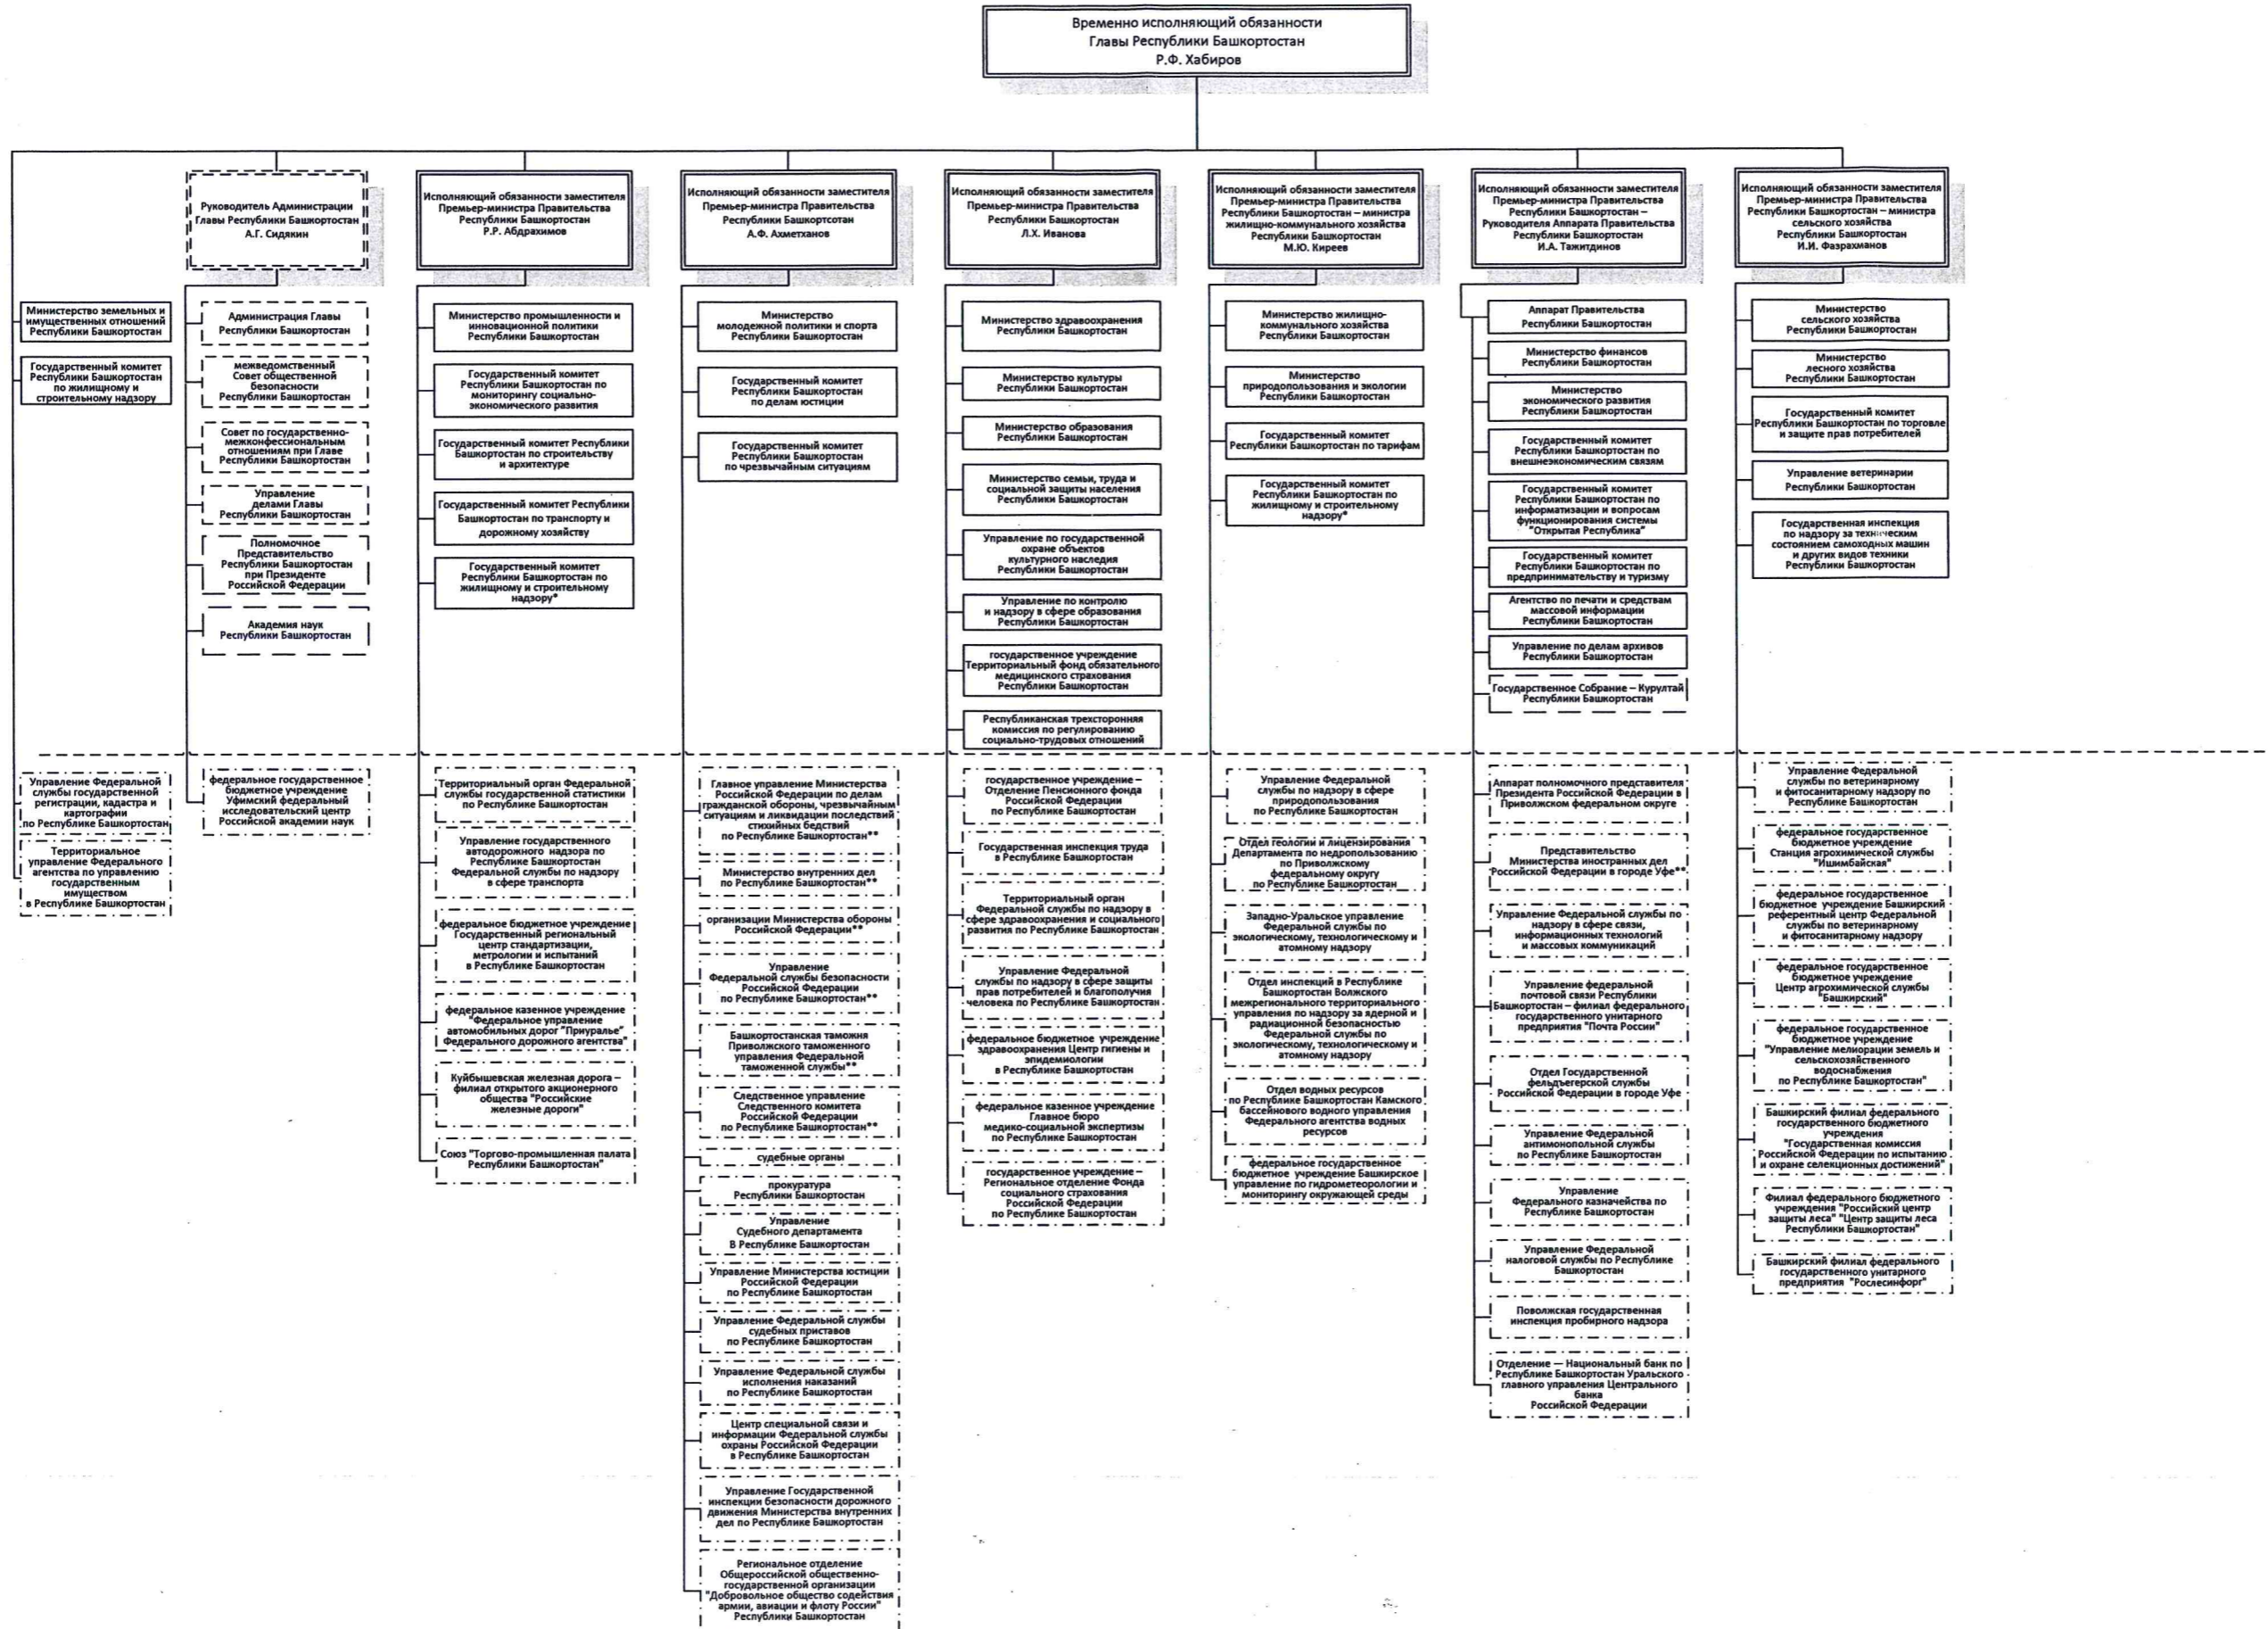 Временно исполняющий обязанности
Главы Республики Башкортостан
Р.Ф. Хабиров
Министерство земельных и
имущественных отношений
Республики Башкортостан
Государственный комитет
Республики Башкортостан
по жилищному и
строительному надзору
Управление Федеральной
службы государственной
регистрации, кадастра и
картографии
по Республике Башкортостан
Территориальное
управление Федерального
агентства по управлению
государственным
имуществом
в Республике Башкортостан
Руководитель Администрации
Главы Республики Башкортостан
А.Г. Сидякин
Администрация Главы
Республики Башкортостан
межведомственный
Совет общественной
безопасности
Республики Башкортостан
Совет по государственно-
межконфессиональным
отношениям при Главе
Республики Башкортостан
Управление
делами Главы
Республики Башкортостан
Полномочное
Представительство
Республики Башкортостан
при Президенте
Российской Федерации
Академия наук
Республики Башкортостан
федеральное государственное
бюджетное учреждение
Уфимский федеральный
исследовательский центр
Российской академии наук
Исполняющий обязанности заместителя
Премьер-министра Правительства
Республики Башкортостан
Р.Р. Абдрахимов
Министерство промышленности и
инновационной политики
Республики Башкортостан
Государственный комитет
Республики Башкортостан по
мониторингу социально-
экономического развития
Государственный комитет Республики
Башкортостан по строительству
и архитектуре
Государственный комитет Республики
Башкортостан по транспорту и
дорожному хозяйству
Государственный комитет
Республики Башкортостан по
жилищному и строительному
надзору*
Территориальный орган Федеральной
службы государственной статистики
по Республике Башкортостан
Управление государственного
автодорожного надзора по
Республике Башкортостан
Федеральной службы по надзору
в сфере транспорта
федеральное бюджетное учреждение
Государственный региональный
центр стандартизации,
метрологии и испытаний
в Республике Башкортостан
федеральное казенное учреждение
"Федеральное управление
автомобильных дорог "Приуралье"
Федерального дорожного агентства"
Куйбышевская железная дорога –
филиал открытого акционерного
общества "Российские
железные дороги"
Союз "Торгово-промышленная палата
Республики Башкортостан"
Исполняющий обязанности заместителя
Премьер-министра Правительства
Республики Башкортсотан
А.Ф. Ахметханов
Министерство
молодежной политики и спорта
Республики Башкортостан
Государственный комитет
Республики Башкортостан
по делам юстиции
Государственный комитет
Республики Башкортостан
по чрезвычайным ситуациям
Главное управление Министерства
Российской Федерации по делам
гражданской обороны, чрезвычайным
ситуациям и ликвидации последствий
стихийных бедствий
по Республике Башкортостан**
Министерство внутренних дел
по Республике Башкортостан**
организации Министерства обороны
Российской Федерации**
Управление
Федеральной службы безопасности
Российской Федерации
по Республике Башкортостан**
Башкортостанская таможня
Приволжского таможенного
управления Федеральной
таможенной службы**
Следственное управление
Следственного комитета
Российской Федерации
по Республике Башкортостан**
судебные органы
прокуратура
Республики Башкортостан
Управление
Судебного департамента
В Республике Башкортостан
Управление Министерства юстиции
Российской Федерации
по Республике Башкортостан
Управление Федеральной службы
судебных приставов
по Республике Башкортостан
Управление Федеральной службы
исполнения наказаний
по Республике Башкортостан
Центр специальной связи и
информации Федеральной службы
охраны Российской Федерации
в Республике Башкортостан
Управление Государственной
инспекции безопасности дорожного
движения Министерства внутренних
дел по Республике Башкортостан
Региональное отделение
Общероссийской общественно-
государственной организации
"Добровольное общество содействия
армии, авиации и флоту России"
Республики Башкортостан
Исполняющий обязанности заместителя
Премьер-министра Правительства
Республики Башкортостан
Л.Х. Иванова
Министерство здравоохранения
Республики Башкортостан
Министерство культуры
Республики Башкортостан
Министерство образования
Республики Башкортостан
Министерство семьи, труда и
социальной защиты населения
Республики Башкортостан
Управление по государственной
охране объектов
культурного наследия
Республики Башкортостан
Управление по контролю
и надзору в сфере образования
Республики Башкортостан
государственное учреждение
Территориальный фонд обязательного
медицинского страхования
Республики Башкортостан
Республиканская трехсторонняя
комиссия по регулированию
социально-трудовых отношений
государственное учреждение –
Отделение Пенсионного фонда
Российской Федерации
по Республике Башкортостан
Государственная инспекция труда
в Республике Башкортостан
Территориальный орган
Федеральной службы по надзору в
сфере здравоохранения и социального
развития по Республике Башкортостан
Управление Федеральной
службы по надзору в сфере защиты
прав потребителей и благополучия
человека по Республике Башкортостан
федеральное бюджетное учреждение
здравоохранения Центр гигиены и
эпидемиологии
в Республике Башкортостан
федеральное казенное учреждение
Главное бюро
медико-социальной экспертизы
по Республике Башкортостан
государственное учреждение –
Региональное отделение Фонда
социального страхования
Российской Федерации
по Республике Башкортостан
Исполняющий обязанности заместителя
Премьер-министра Правительства
Республики Башкортостан – министра
жилищно-коммунального хозяйства
Республики Башкортостан
М.Ю. Киреев
Министерство жилищно-
коммунального хозяйства
Республики Башкортостан
Министерство
природопользования и экологии
Республики Башкортостан
Государственный комитет
Республики Башкортостан по тарифам
Государственный комитет
Республики Башкортостан по
жилищному и строительному
надзору*
Управление Федеральной
службы по надзору в сфере
природопользования
по Республике Башкортостан
Отдел геологии и лицензирования
Департамента по недропользованию
по Приволжскому
федеральному округу
по Республике Башкортостан
Западно-Уральское управление
Федеральной службы по
экологическому, технологическому и
атомному надзору
Отдел инспекций в Республике
Башкортостан Волжского
межрегионального территориального
управления по надзору за ядерной и
радиационной безопасностью
Федеральной службы по
экологическому, технологическому и
атомному надзору
Отдел водных ресурсов
по Республике Башкортостан Камского
бассейнового водного управления
Федерального агентства водных
ресурсов
федеральное государственное
бюджетное учреждение Башкирское
управление по гидрометеорологии и
мониторингу окружающей среды
Исполняющий обязанности заместителя
Премьер-министра Правительства
Республики Башкортостан –
Руководителя Аппарата Правительства
Республики Башкортостан
И.А. Тажитдинов
Аппарат Правительства
Республики Башкортостан
Министерство финансов
Республики Башкортостан
Министерство
экономического развития
Республики Башкортостан
Государственный комитет
Республики Башкортостан по
внешнеэкономическим связям
Государственный комитет
Республики Башкортостан по
информатизации и вопросам
функционирования системы
"Открытая Республика"
Государственный комитет
Республики Башкортостан по
предпринимательству и туризму
Агентство по печати и средствам
массовой информации
Республики Башкортостан
Управление по делам архивов
Республики Башкортостан
Государственное Собрание – Курултай
Республики Башкортостан
Аппарат полномочного представителя
Президента Российской Федерации в
Приволжском федеральном округе
Представительство
Министерства иностранных дел
Российской Федерации в городе Уфе**
Управление Федеральной службы по
надзору в сфере связи,
информационных технологий
и массовых коммуникаций
Управление федеральной
почтовой связи Республики
Башкортостан – филиал федерального
государственного унитарного
предприятия "Почта России"
Отдел Государственной
фельдъегерской службы
Российской Федерации в городе Уфе
Управление Федеральной
антимонопольной службы
по Республике Башкортостан
Управление
Федерального казначейства по
Республике Башкортостан
Управление Федеральной
налоговой службы по Республике
Башкортостан
Поволжская государственная
инспекция пробирного надзора
Отделение — Национальный банк по
Республике Башкортостан Уральского
главного управления Центрального
банка
Российской Федерации
Исполняющий обязанности заместителя
Премьер-министра Правительства
Республики Башкортостан – министра
сельского хозяйства
Республики Башкортостан
И.И. Фазрахманов
Министерство
сельского хозяйства
Республики Башкортостан
Министерство
лесного хозяйства
Республики Башкортостан
Государственный комитет
Республики Башкортостан по торговле
и защите прав потребителей
Управление ветеринарии
Республики Башкортостан
Государственная инспекция
по надзору за техническим
состоянием самоходных машин
и других видов техники
Республики Башкортостан
Управление Федеральной
службы по ветеринарному
и фитосанитарному надзору по
Республике Башкортостан
федеральное государственное
бюджетное учреждение
Станция агрохимической службы
"Ишимбайская"
федеральное государственное
бюджетное учреждение Башкирский
референтный центр Федеральной
службы по ветеринарному
и фитосанитарному надзору
федеральное государственное
бюджетное учреждение
Центр агрохимической службы
"Башкирский"
федеральное государственное
бюджетное учреждение
"Управление мелиорации земель и
сельскохозяйственного
водоснабжения
по Республике Башкортостан"
Башкирский филиал федерального
государственного бюджетного
учреждения
"Государственная комиссия
Российской Федерации по испытанию
и охране селекционных достижений"
Филиал федерального бюджетного
учреждения "Российский центр
защиты леса" "Центр защиты леса
Республики Башкортостан"
Башкирский филиал федерального
государственного унитарного
предприятия "Рослесинфорг"